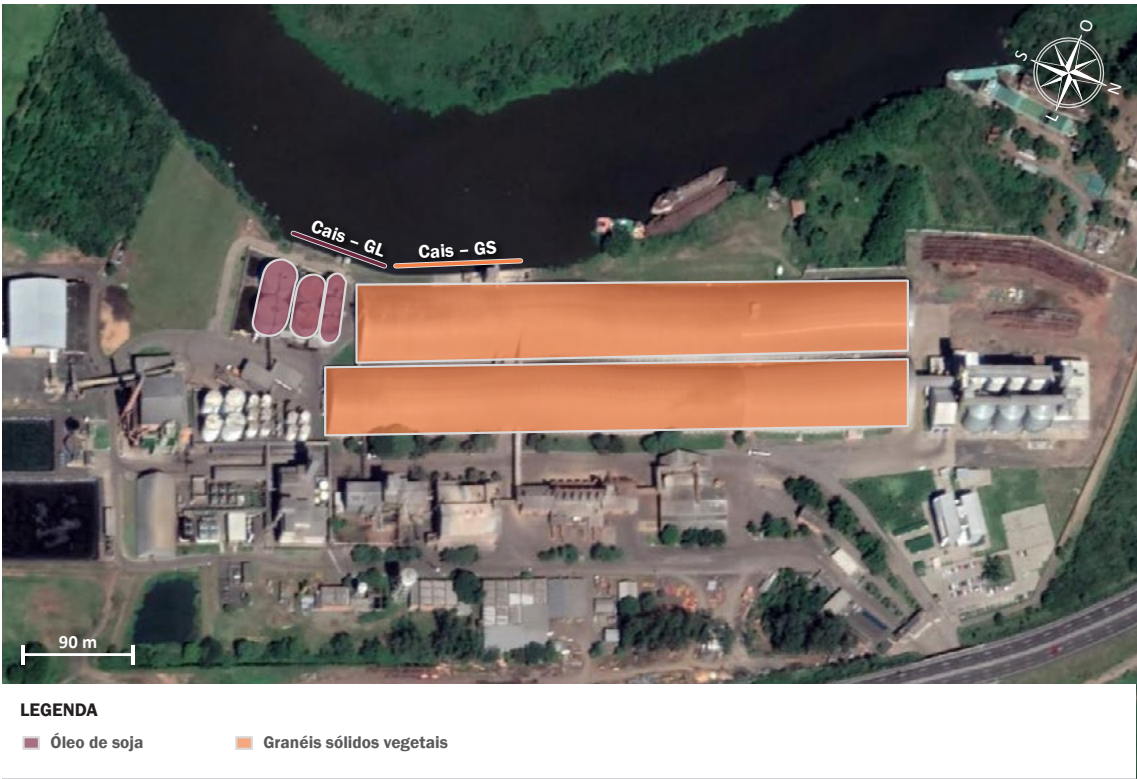 O
S
N
L
Cais – GL
Cais – GS
90 m
LEGENDA
Óleo de soja
Granéis sólidos vegetais